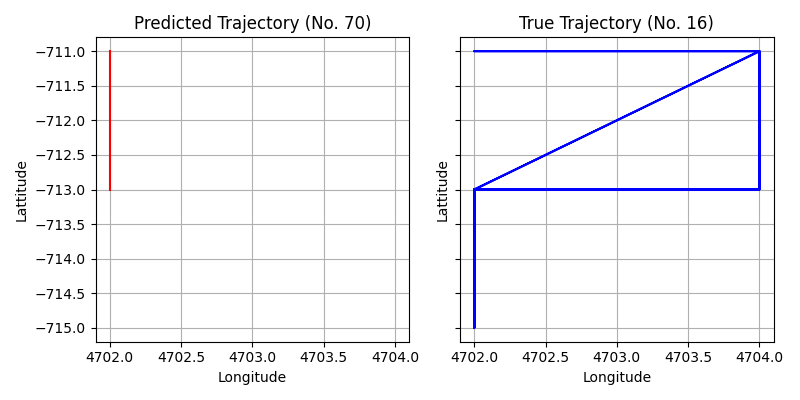 Predicted Trajectory (No. 70)
−711.0
−711.5
−712.0
−712.5
−713.0
−713.5
−714.0
−714.5
−715.0
Lattitude
4702.0 4702.5 4703.0 4703.5 4704.0
Longitude
True Trajectory (No. 16)
Lattitude
4702.0 4702.5 4703.0 4703.5 4704.0
Longitude